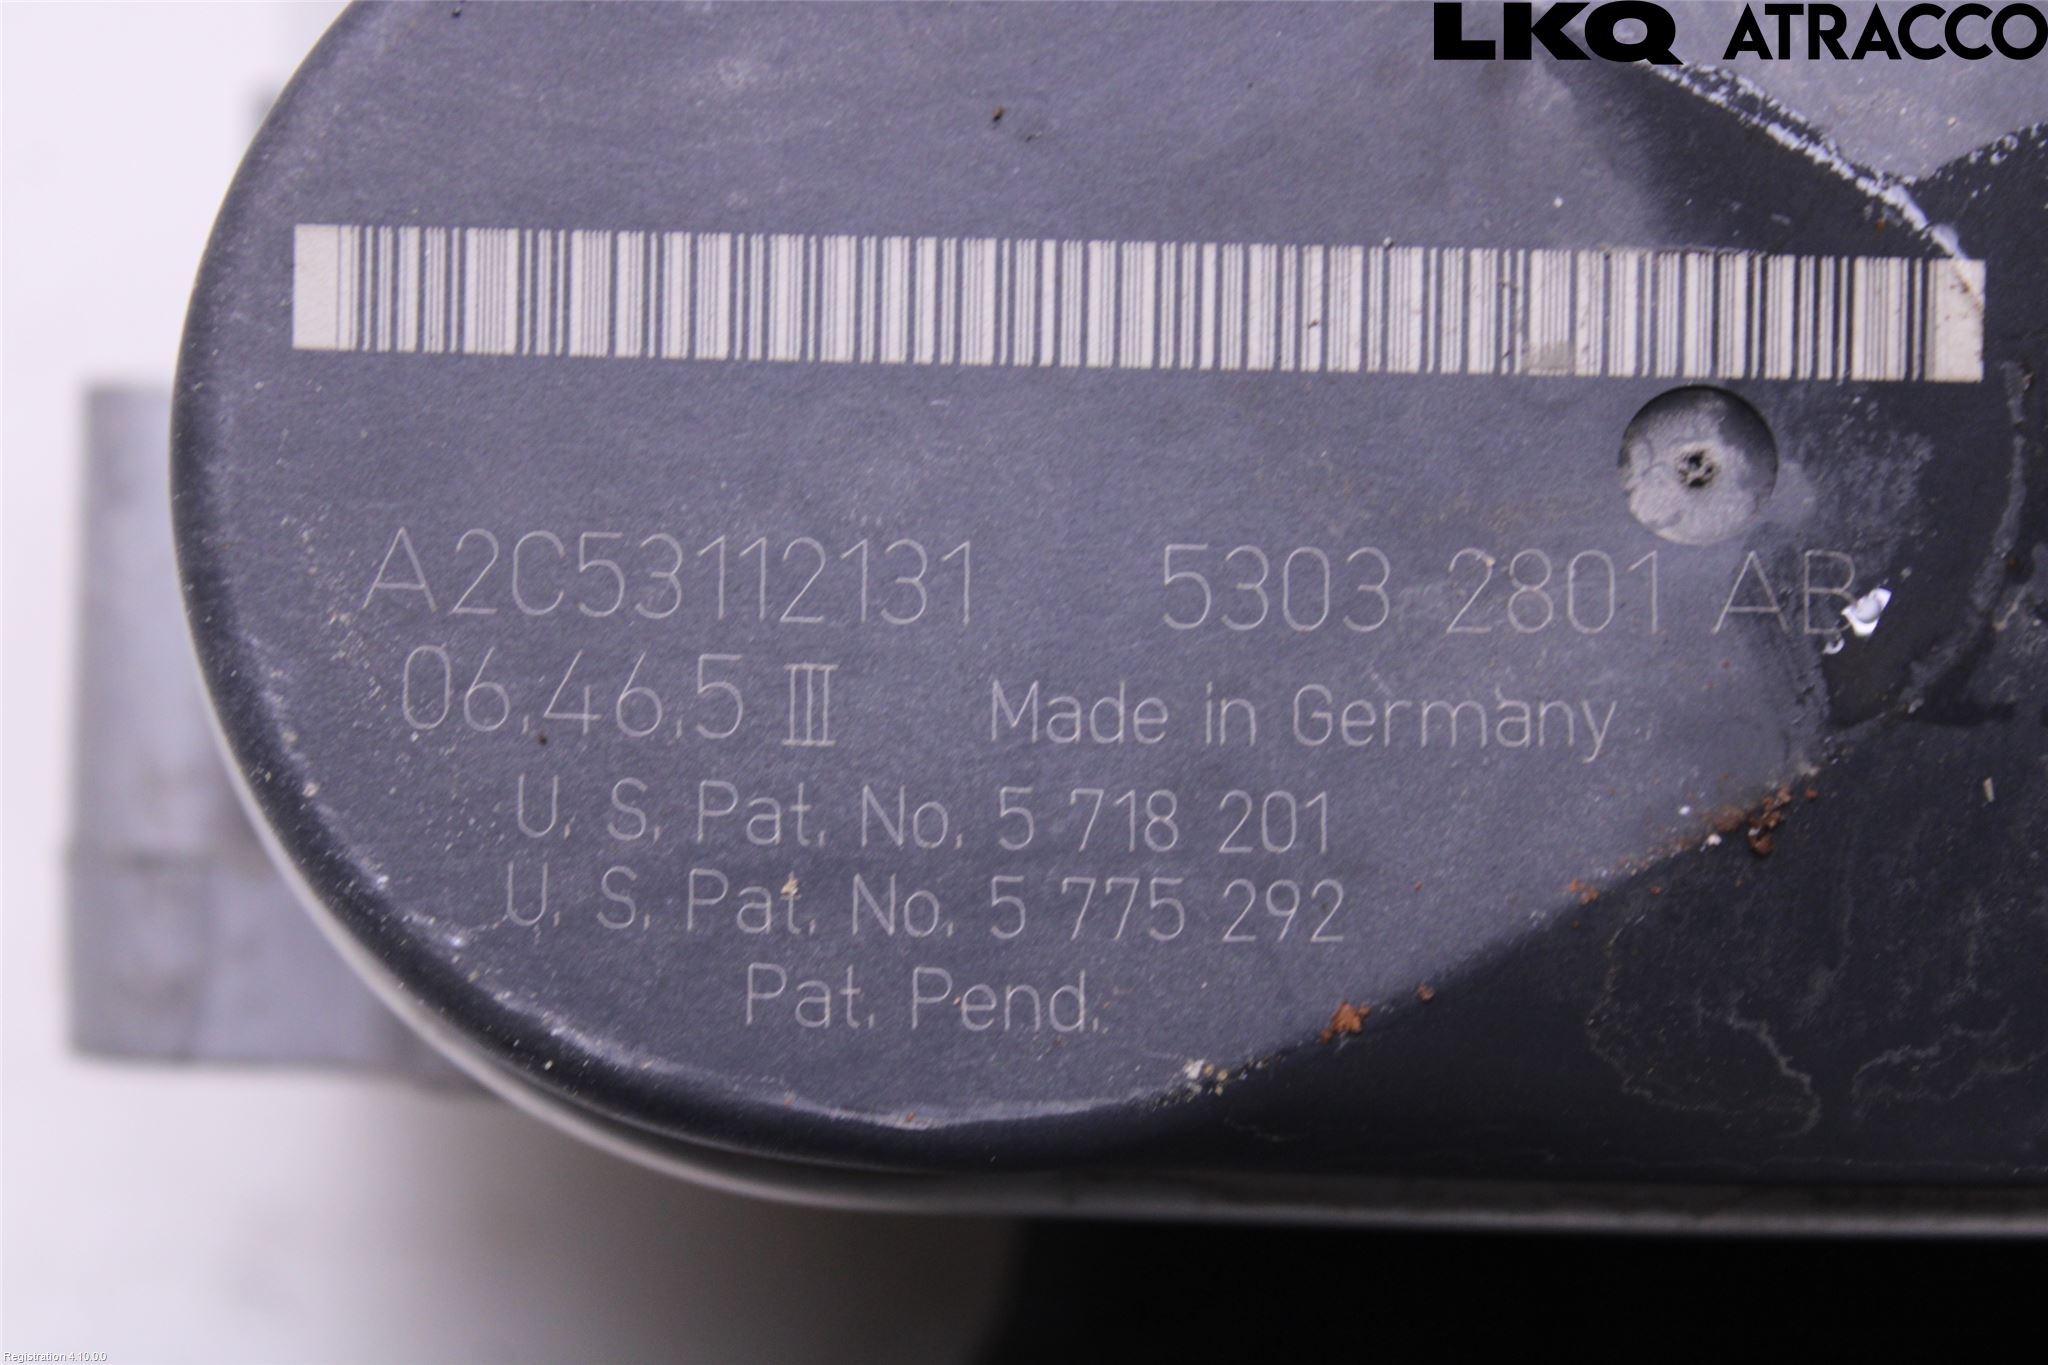 LKQ ATRACCO
A2C53112131 5303 2801 AB
06.46.5 III Made in Germany
U. S. Pat. No. 5 718 201
U. S. Pat. No. 5 775 292
Pat. Pend.
Registration 4.10.0.0